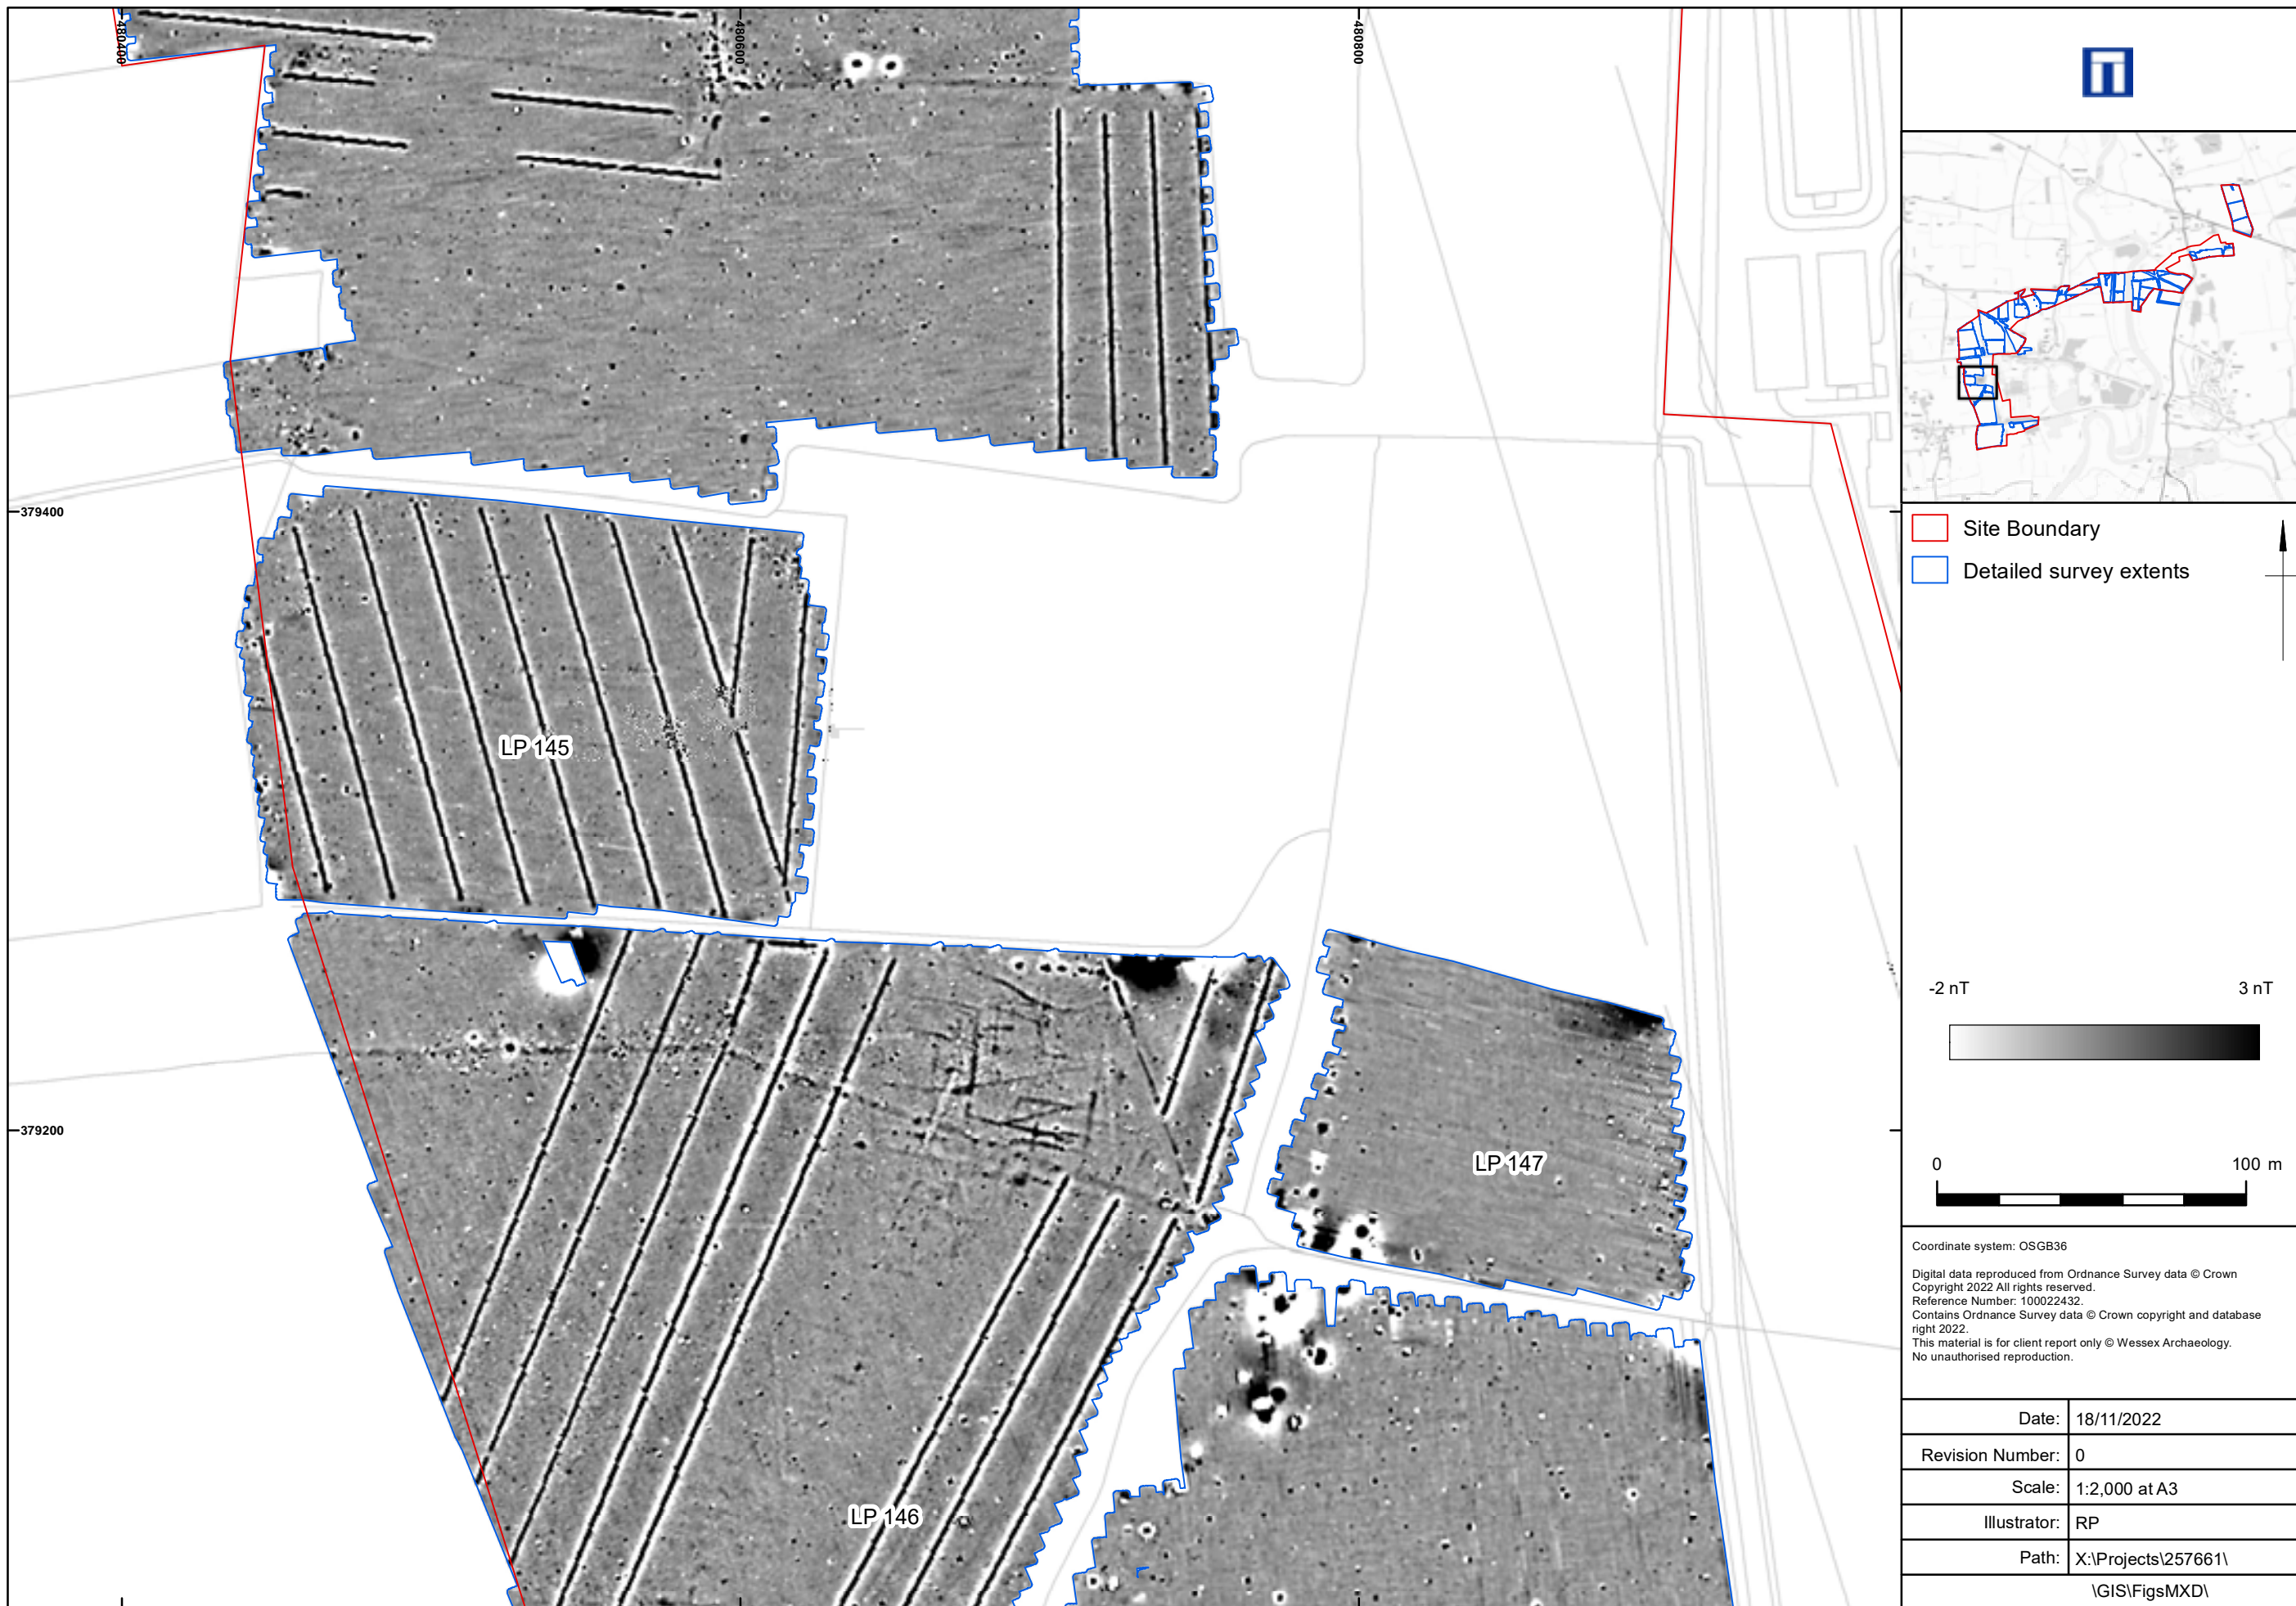 480400
480600
480800
379400
379200
LP 145
LP 146
LP 147
Site Boundary
Detailed survey extents
-2 nT
3 nT
0
100 m
Coordinate system: OSGB36
Digital data reproduced from Ordnance Survey data © Crown
Copyright 2022 All rights reserved.
Reference Number: 100022432.
Contains Ordnance Survey data © Crown copyright and database
right 2022.
This material is for client report only © Wessex Archaeology.
No unauthorised reproduction.
Date: 18/11/2022
Revision Number: 0
Scale: 1:2,000 at A3
Illustrator: RP
Path: X:\Projects\257661\
\GIS\FigsMXD\